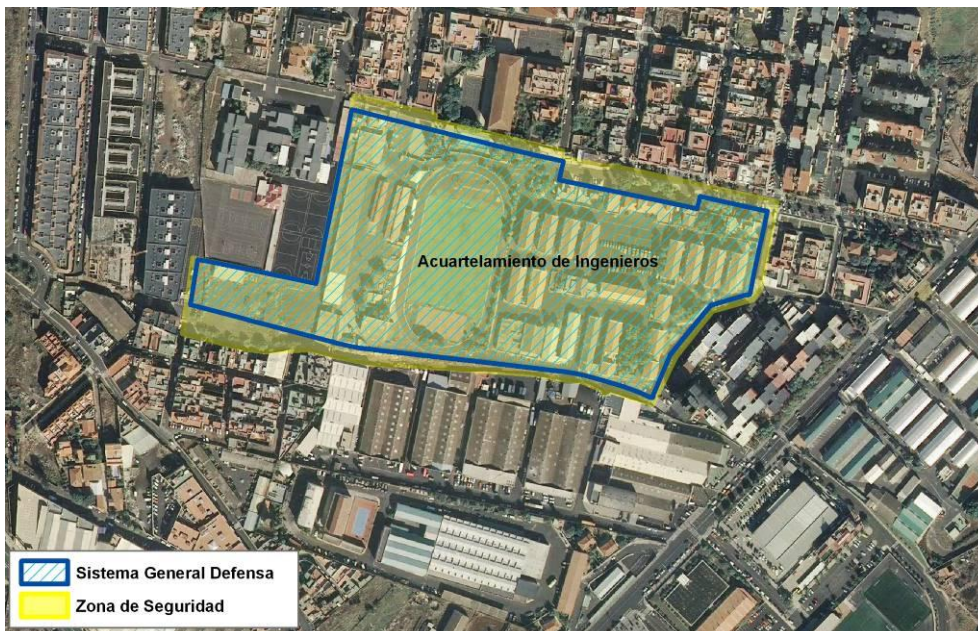 Acuartelamiento de Ingenieros
Sistema General Defensa
Zona de Seguridad